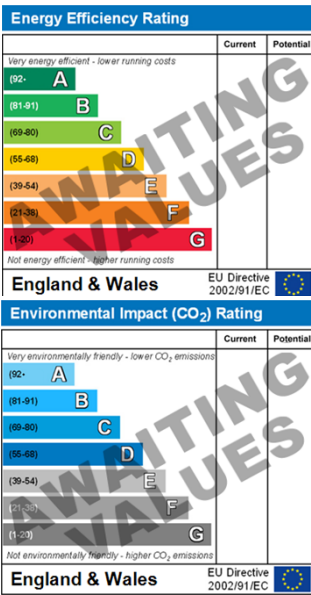 Energy Efficiency Rating
Current Potential
Very energy efficient - lower running costs
(92+ A
(81-91) B
(69-80) C
(55-68) D
(39-54) E
(21-38) F
(1-20) G
Not energy efficient - higher running costs
AWAITING
VALUES
England & Wales
EU Directive
2002/91/EC
Environmental Impact (CO₂) Rating
Current Potential
Very environmentally friendly - lower CO₂ emissions
(92+ A
(81-91) B
(69-80) C
(55-68) D
(39-54) E
(21-38) F
(1-20) G
Not environmentally friendly - higher CO₂ emissions
AWAITING
VALUES
England & Wales
EU Directive
2002/91/EC